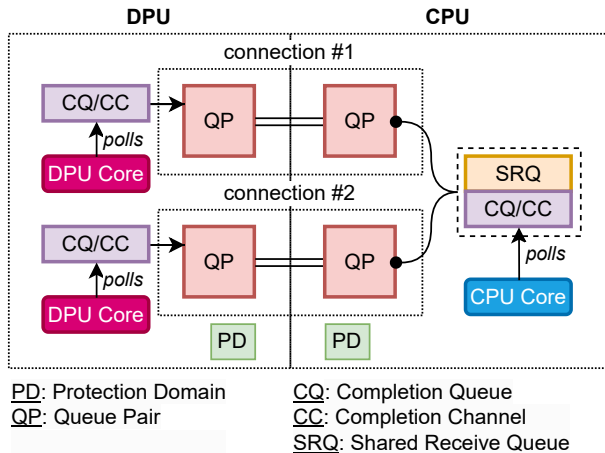 DPU
CPU
connection #1
CQ/CC
QP
QP
polls
DPU Core
SRQ
CQ/CC
connection #2
CQ/CC
QP
QP
polls
polls
DPU Core
CPU Core
PD
PD
PD: Protection Domain
QP: Queue Pair
CQ: Completion Queue
CC: Completion Channel
SRQ: Shared Receive Queue